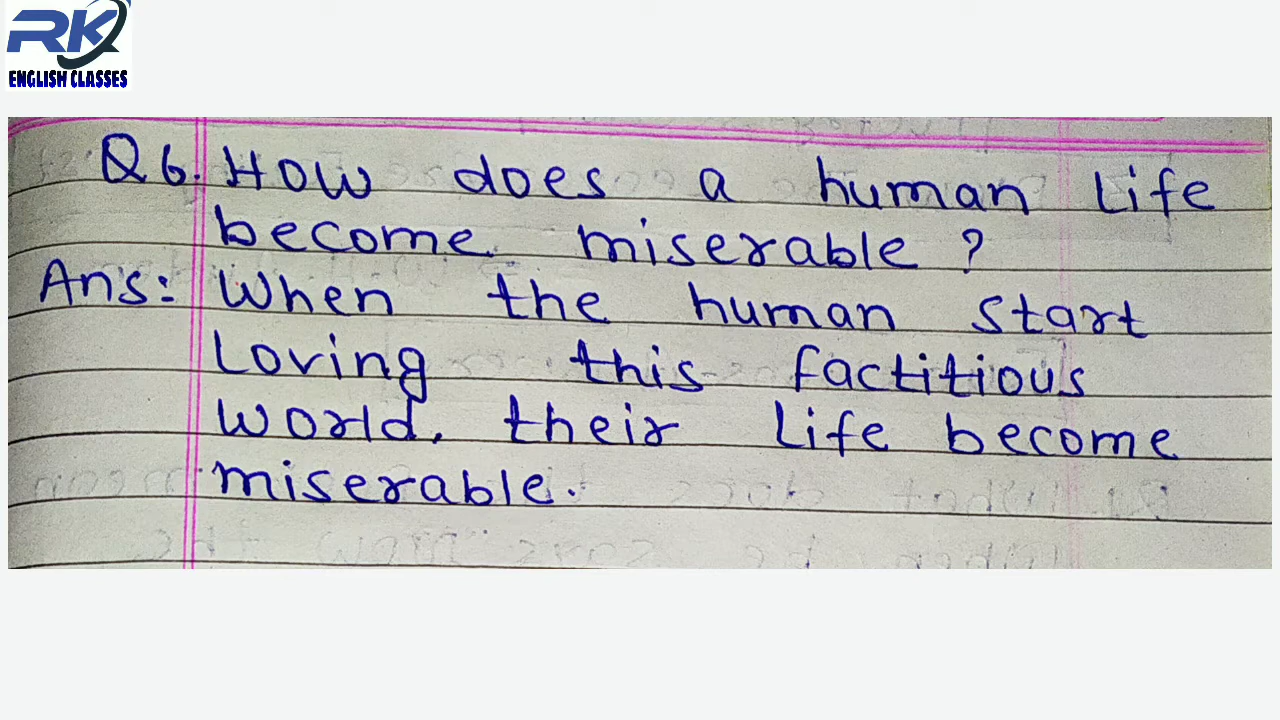 RK
ENGLISH CLASSES
Q6. How does a human Life
become miserable?
Ans: When the human start
Loving this factitious
World, their Life become
miserable.